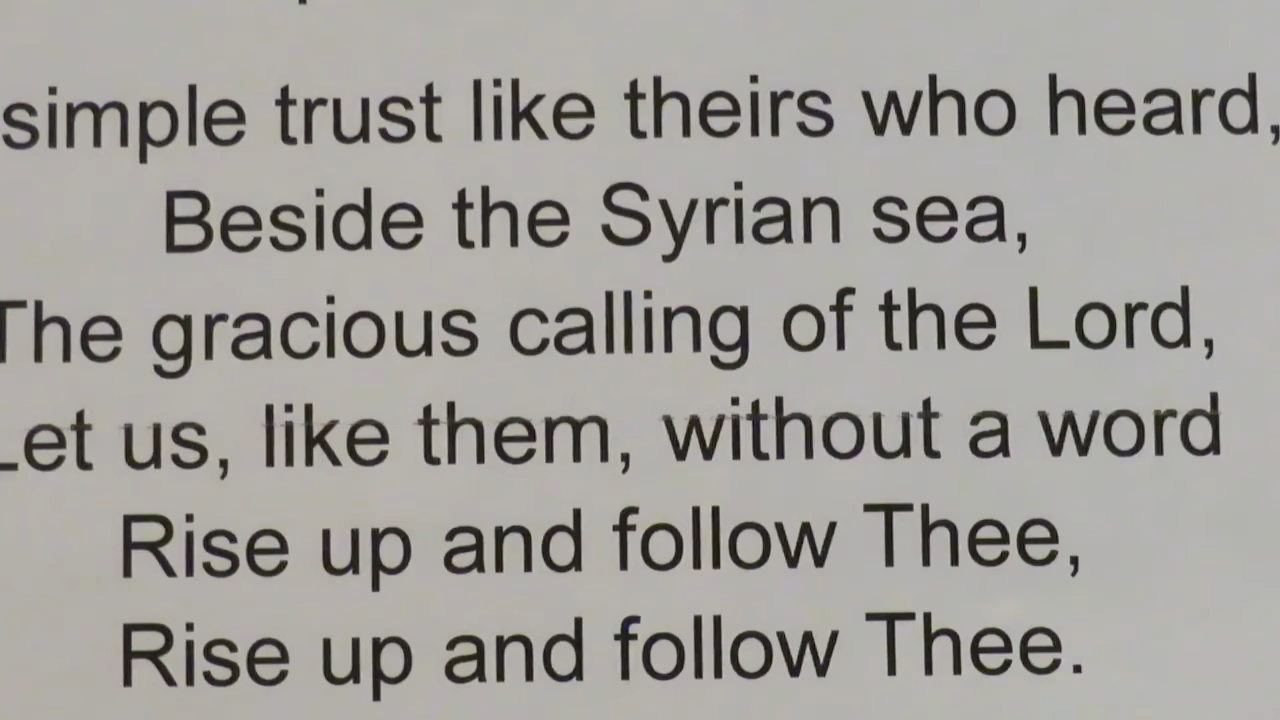 simple trust like theirs who heard,
Beside the Syrian sea,
The gracious calling of the Lord,
Let us, like them, without a word
Rise up and follow Thee,
Rise up and follow Thee.